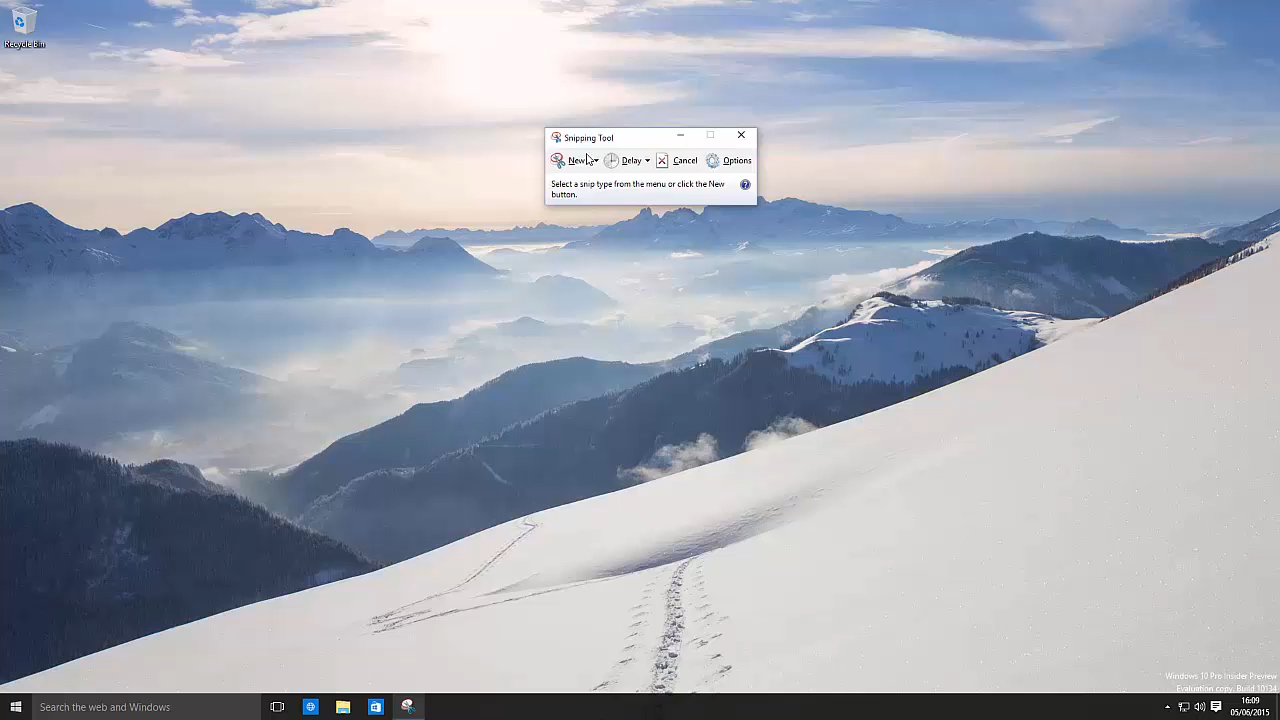 Recycle Bin
Snipping Tool
New Delay Cancel Options
Select a snip type from the menu or click the New
button.
Windows 10 Pro Insider Preview
Evaluation copy. Build 10134
Search the web and Windows
16:09
05/06/2015